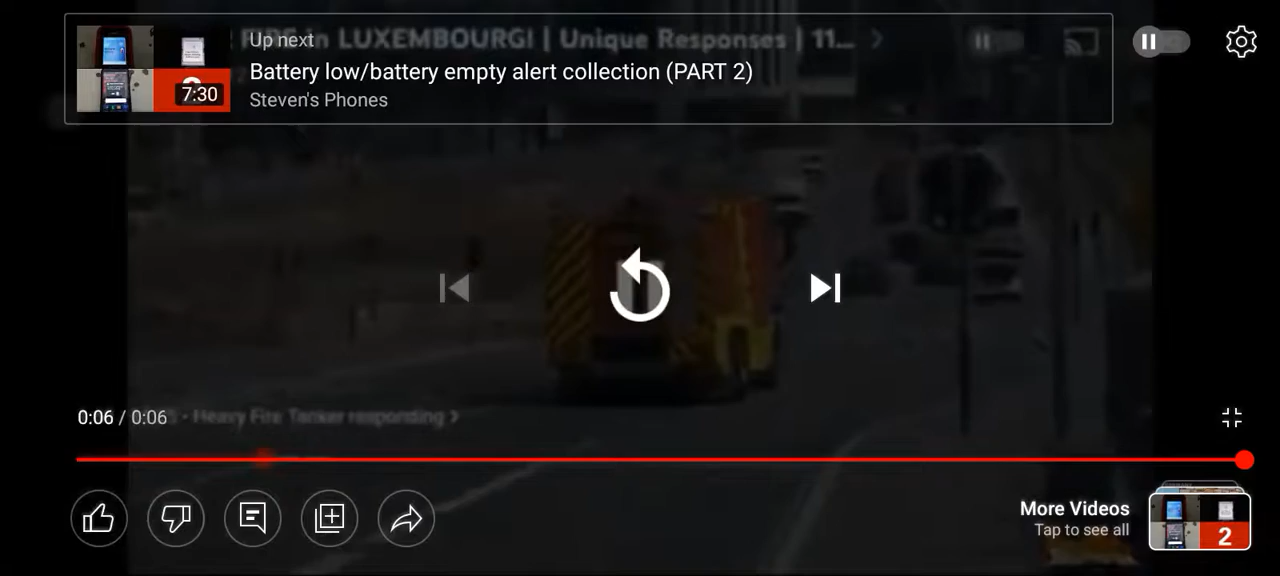 Up next
n LUXEMBOURG! | Unique Responses | 11...
Battery low/battery empty alert collection (PART 2)
7:30
Steven's Phones
0:06 / 0:06
- Heavy Fire Tanker responding
More Videos
Tap to see all
2